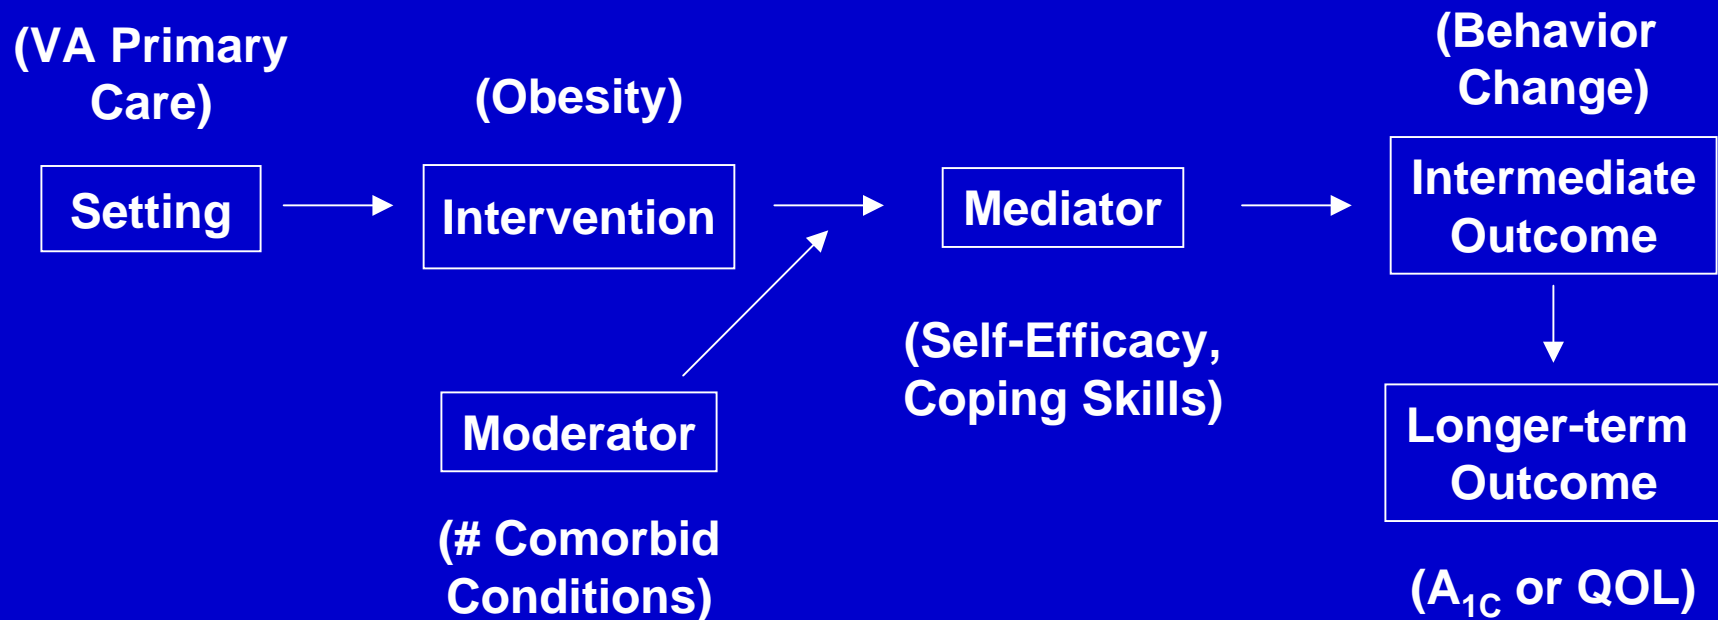 (VA Primary
Care)
Setting
(Obesity)
Intervention
Moderator
(# Comorbid
Conditions)
Mediator
(Self-Efficacy,
Coping Skills)
(Behavior
Change)
Intermediate
Outcome
Longer-term
Outcome
(A1C or QOL)